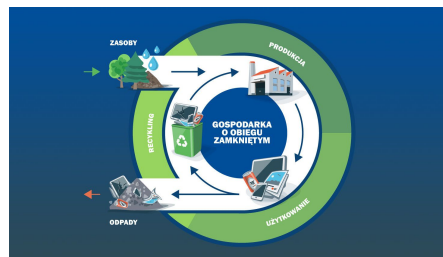 ZASOBY
PRODUKCJA
GOSPODARKA
O OBIEGU
ZAMKNIĘTYM
RECYKLING
UŻYTKOWANIE
ODPADY